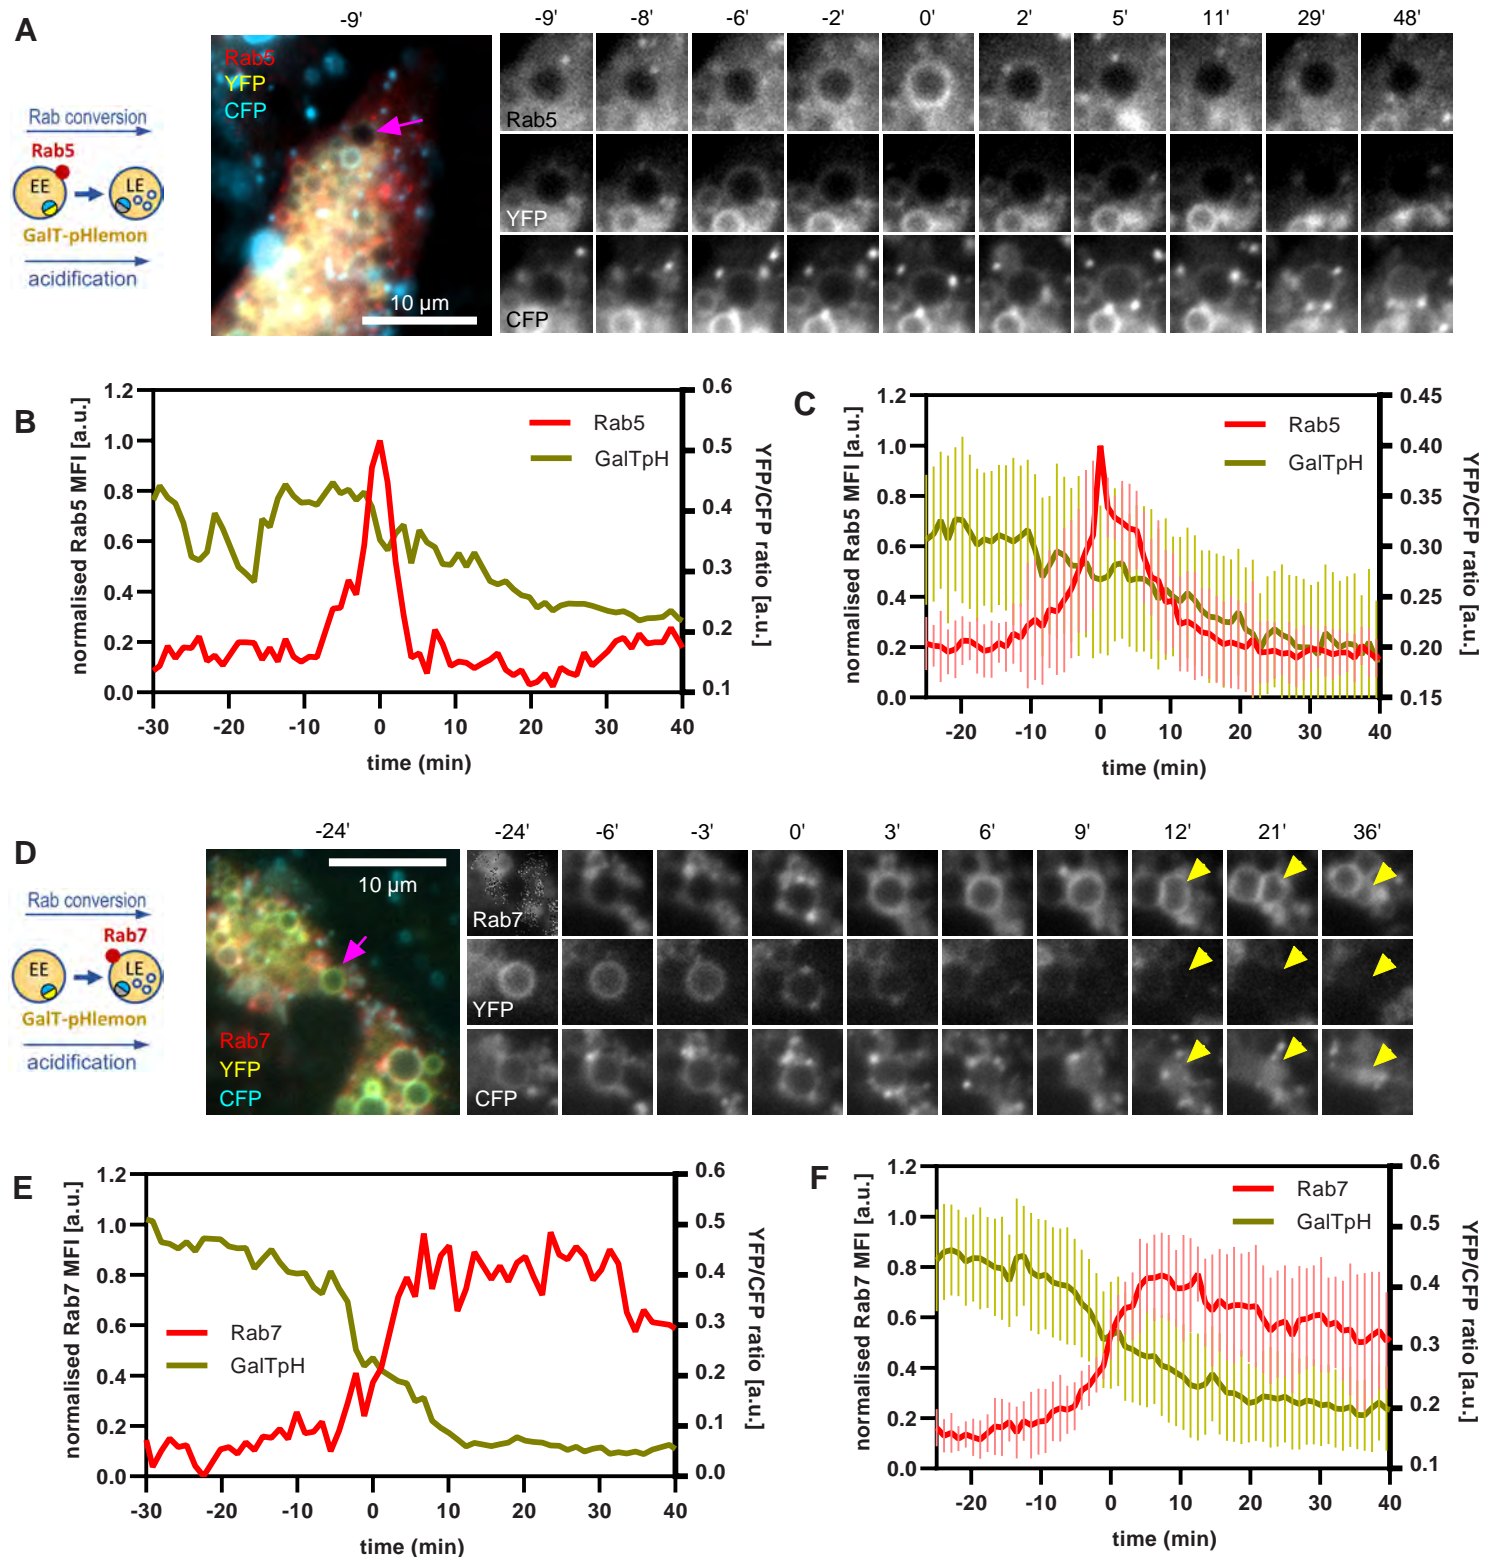 A
-9'
-9'
-8'
-6'
-2'
0'
2'
5'
11'
29'
48'
Rab5
YFP
CFP
10 µm
Rab5
YFP
CFP
Rab conversion
Rab5
EE
LE
GalT-pHlemon
acidification
B
normalised Rab5 MFI [a.u.]
1.2
1.0
0.8
0.6
0.4
0.2
0.0
0.6
0.5
0.4
0.3
0.2
0.1
YFP/CFP ratio [a.u.]
Rab5
GalTpH
-30
-20
-10
0
10
20
30
40
time (min)
C
normalised Rab5 MFI [a.u.]
1.2
1.0
0.8
0.6
0.4
0.2
0.0
0.45
0.40
0.35
0.30
0.25
0.20
0.15
YFP/CFP ratio [a.u.]
Rab5
GalTpH
-20
-10
0
10
20
30
40
time (min)
D
-24'
-24'
-6'
-3'
0'
3'
6'
9'
12'
21'
36'
10 µm
Rab7
YFP
CFP
Rab7
YFP
CFP
Rab conversion
Rab7
EE
LE
GalT-pHlemon
acidification
E
normalised Rab7 MFI [a.u.]
1.2
1.0
0.8
0.6
0.4
0.2
0.0
0.6
0.5
0.4
0.3
0.2
0.1
0.0
YFP/CFP ratio [a.u.]
Rab7
GalTpH
-30
-20
-10
0
10
20
30
40
time (min)
F
normalised Rab7 MFI [a.u.]
1.2
1.0
0.8
0.6
0.4
0.2
0.0
0.6
0.5
0.4
0.3
0.2
0.1
YFP/CFP ratio [a.u.]
Rab7
GalTpH
-20
-10
0
10
20
30
40
time (min)